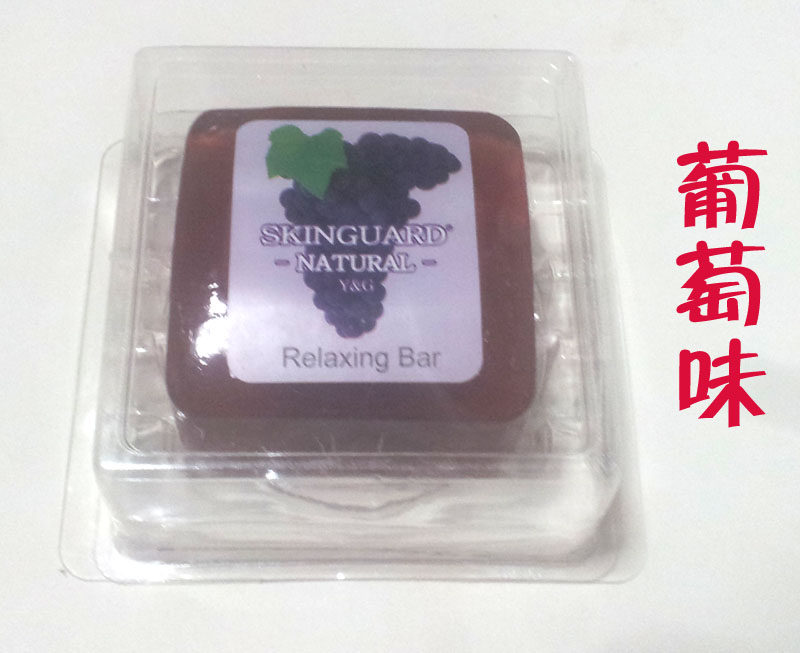 SKINGUARD®
- NATURAL -
Y&G
Relaxing Bar
葡萄味